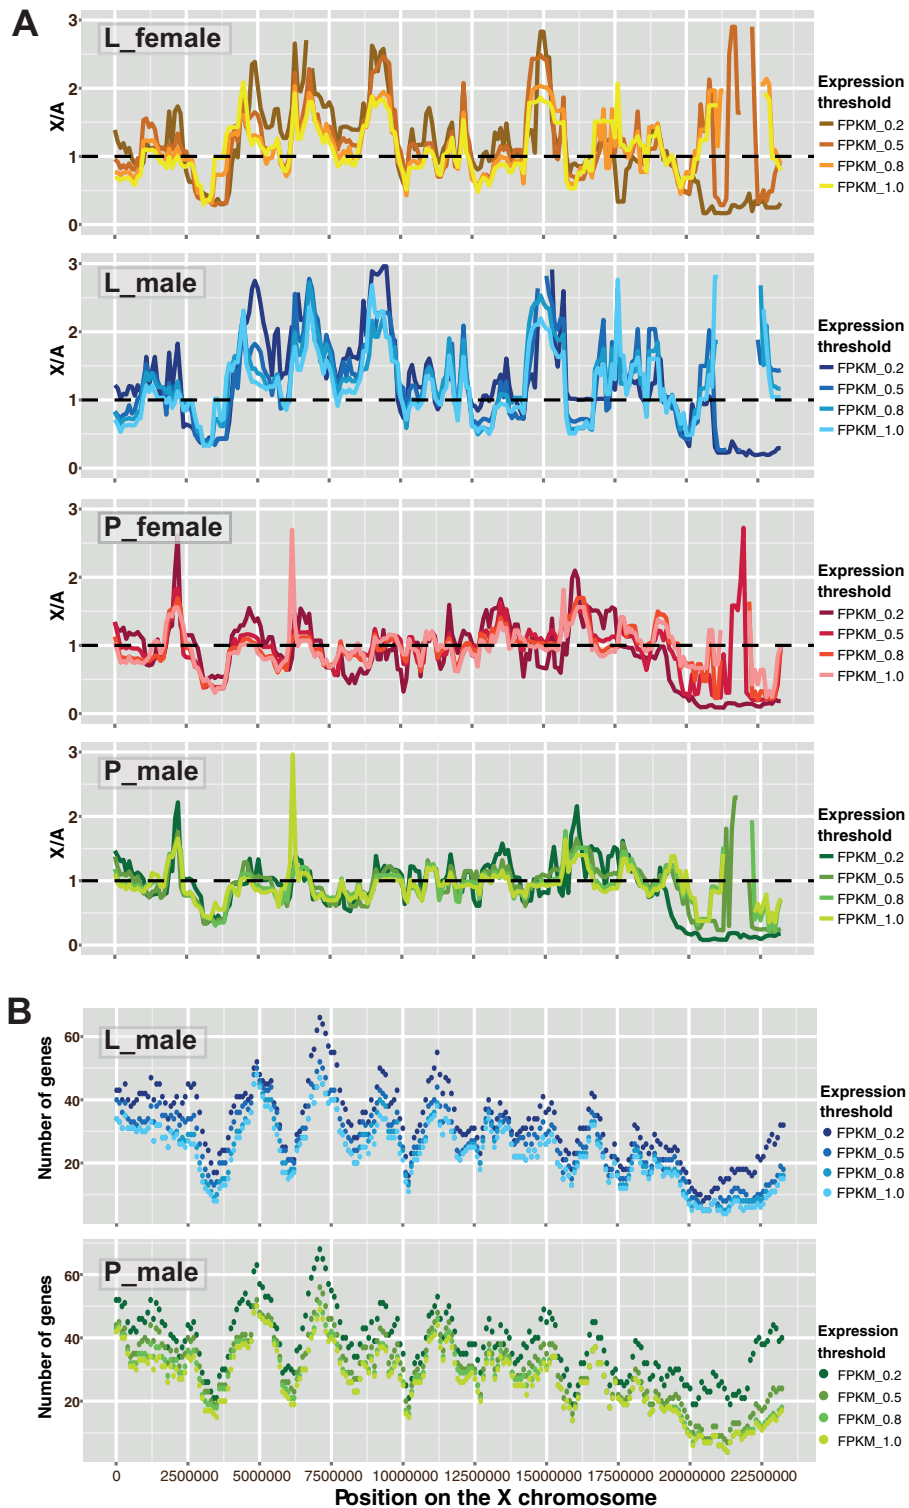 A
L_female
3
2
1
0
X/A
Expression
threshold
FPKM_0.2
FPKM_0.5
FPKM_0.8
FPKM_1.0
L_male
3
2
1
0
X/A
Expression
threshold
FPKM_0.2
FPKM_0.5
FPKM_0.8
FPKM_1.0
P_female
3
2
1
0
X/A
Expression
threshold
FPKM_0.2
FPKM_0.5
FPKM_0.8
FPKM_1.0
P_male
3
2
1
0
X/A
Expression
threshold
FPKM_0.2
FPKM_0.5
FPKM_0.8
FPKM_1.0
B
L_male
60
40
20
Number of genes
Expression
threshold
FPKM_0.2
FPKM_0.5
FPKM_0.8
FPKM_1.0
P_male
60
40
20
Number of genes
Expression
threshold
FPKM_0.2
FPKM_0.5
FPKM_0.8
FPKM_1.0
0 2500000 5000000 7500000 10000000 12500000 15000000 17500000 20000000 22500000
Position on the X chromosome